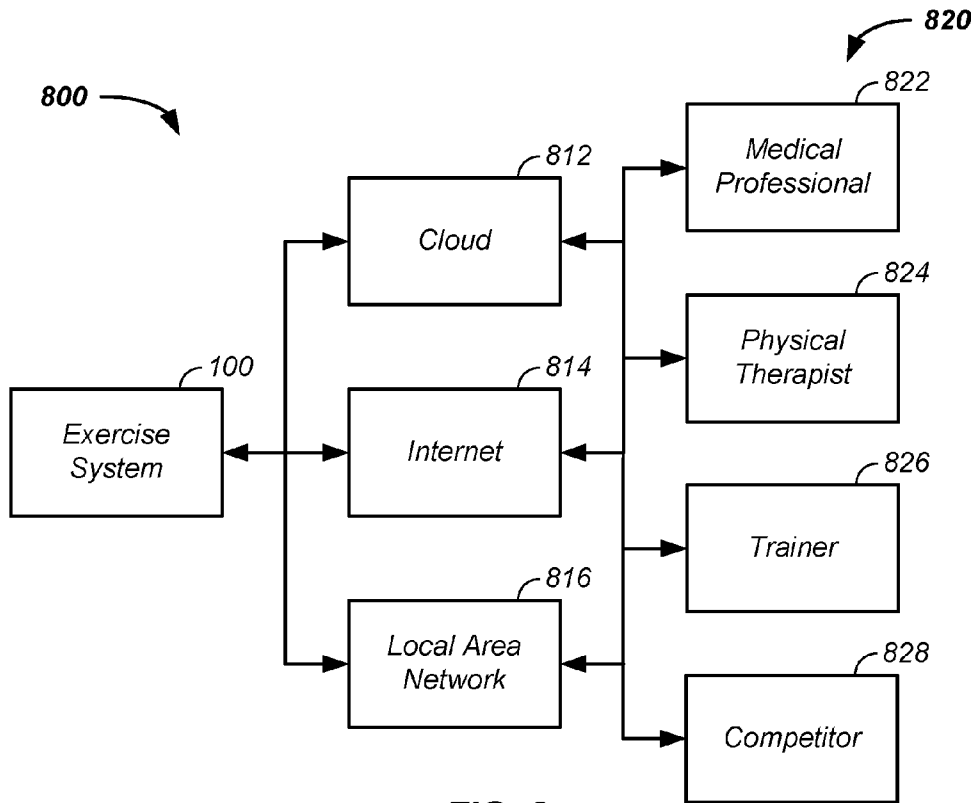 820
800
822
Medical
Professional
812
Cloud
824
Physical
Therapist
100
Exercise
System
814
Internet
826
Trainer
816
Local Area
Network
828
Competitor